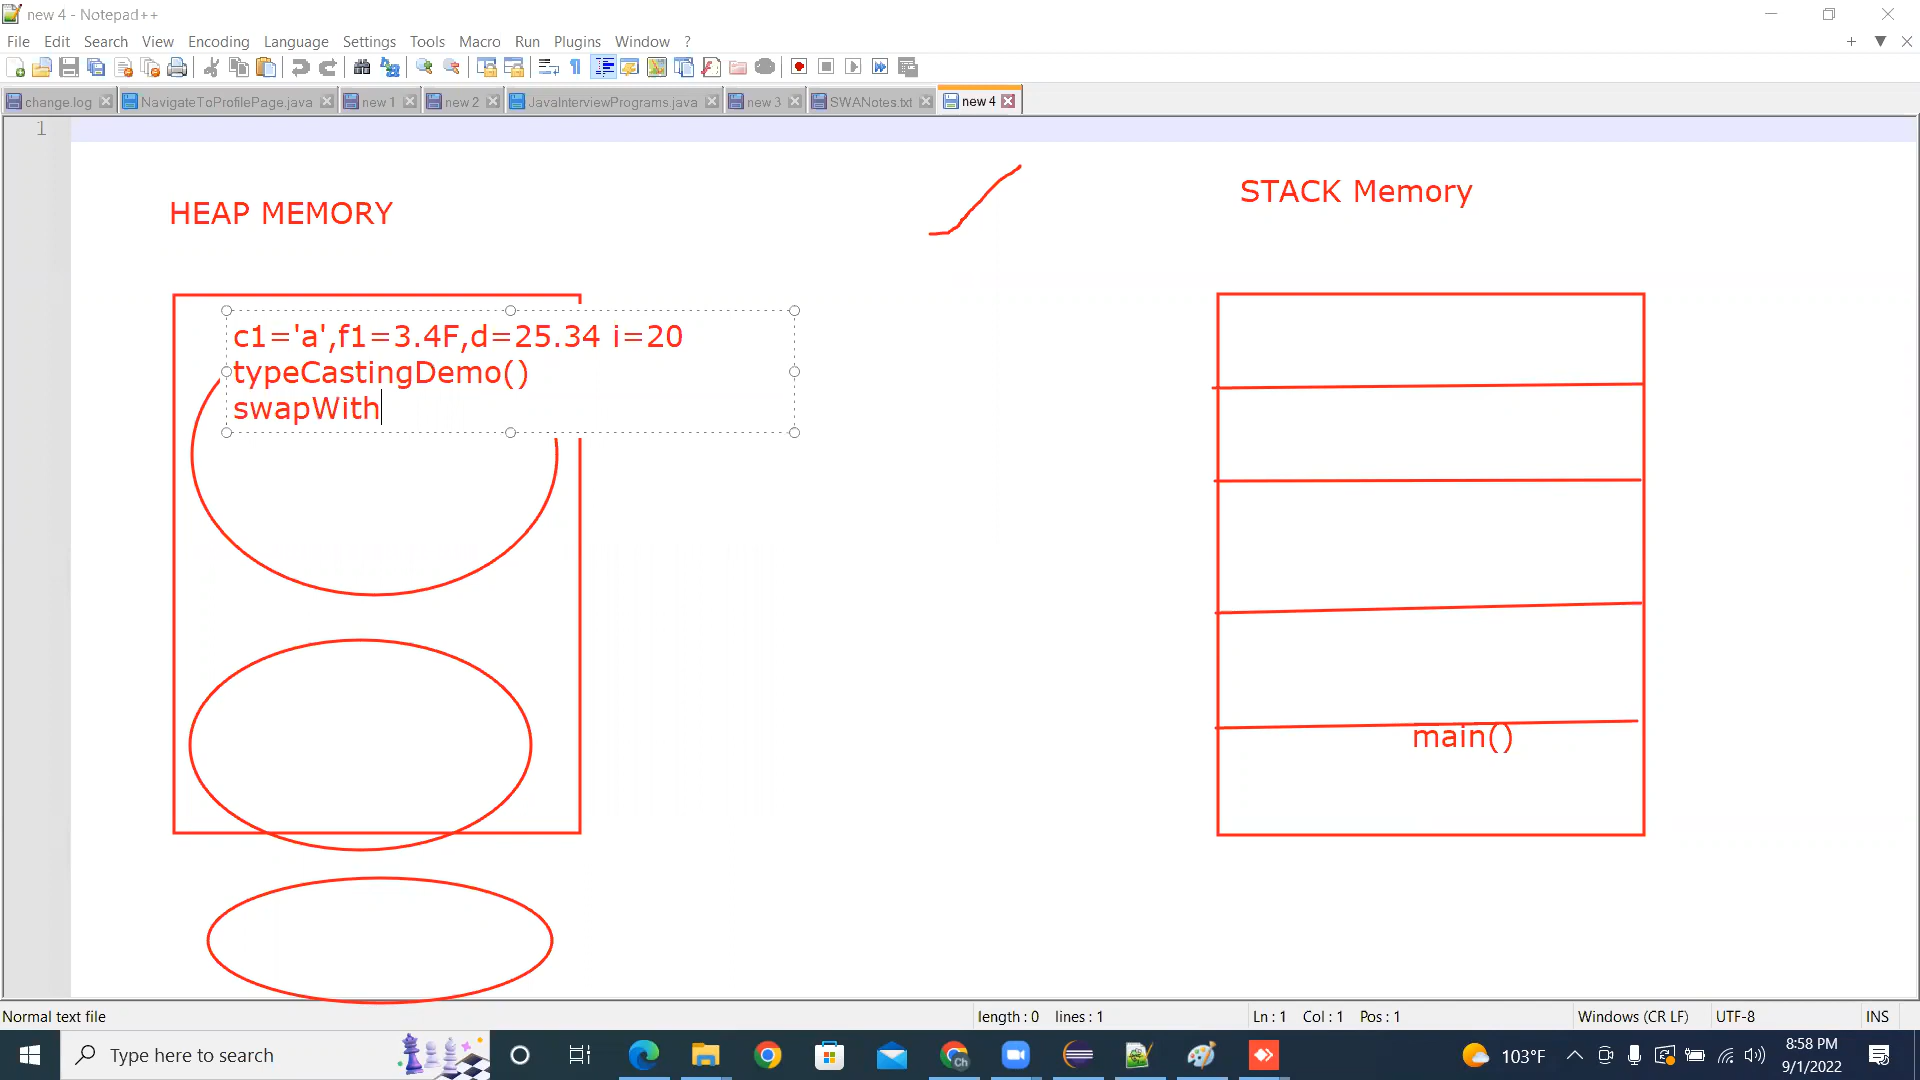 new 4 - Notepad++
File Edit Search View Encoding Language Settings Tools Macro Run Plugins Window ?
change.log NavigateToProfilePage.java new 1 new 2 JavaInterviewPrograms.java new 3 SWANotes.txt new 4
1
HEAP MEMORY
STACK Memory
c1='a',f1=3.4F,d=25.34 i=20
typeCastingDemo()
swapWith
main()
Normal text file length : 0 lines : 1 Ln : 1 Col : 1 Pos : 1 Windows (CR LF) UTF-8 INS
Type here to search
103°F
8:58 PM
9/1/2022